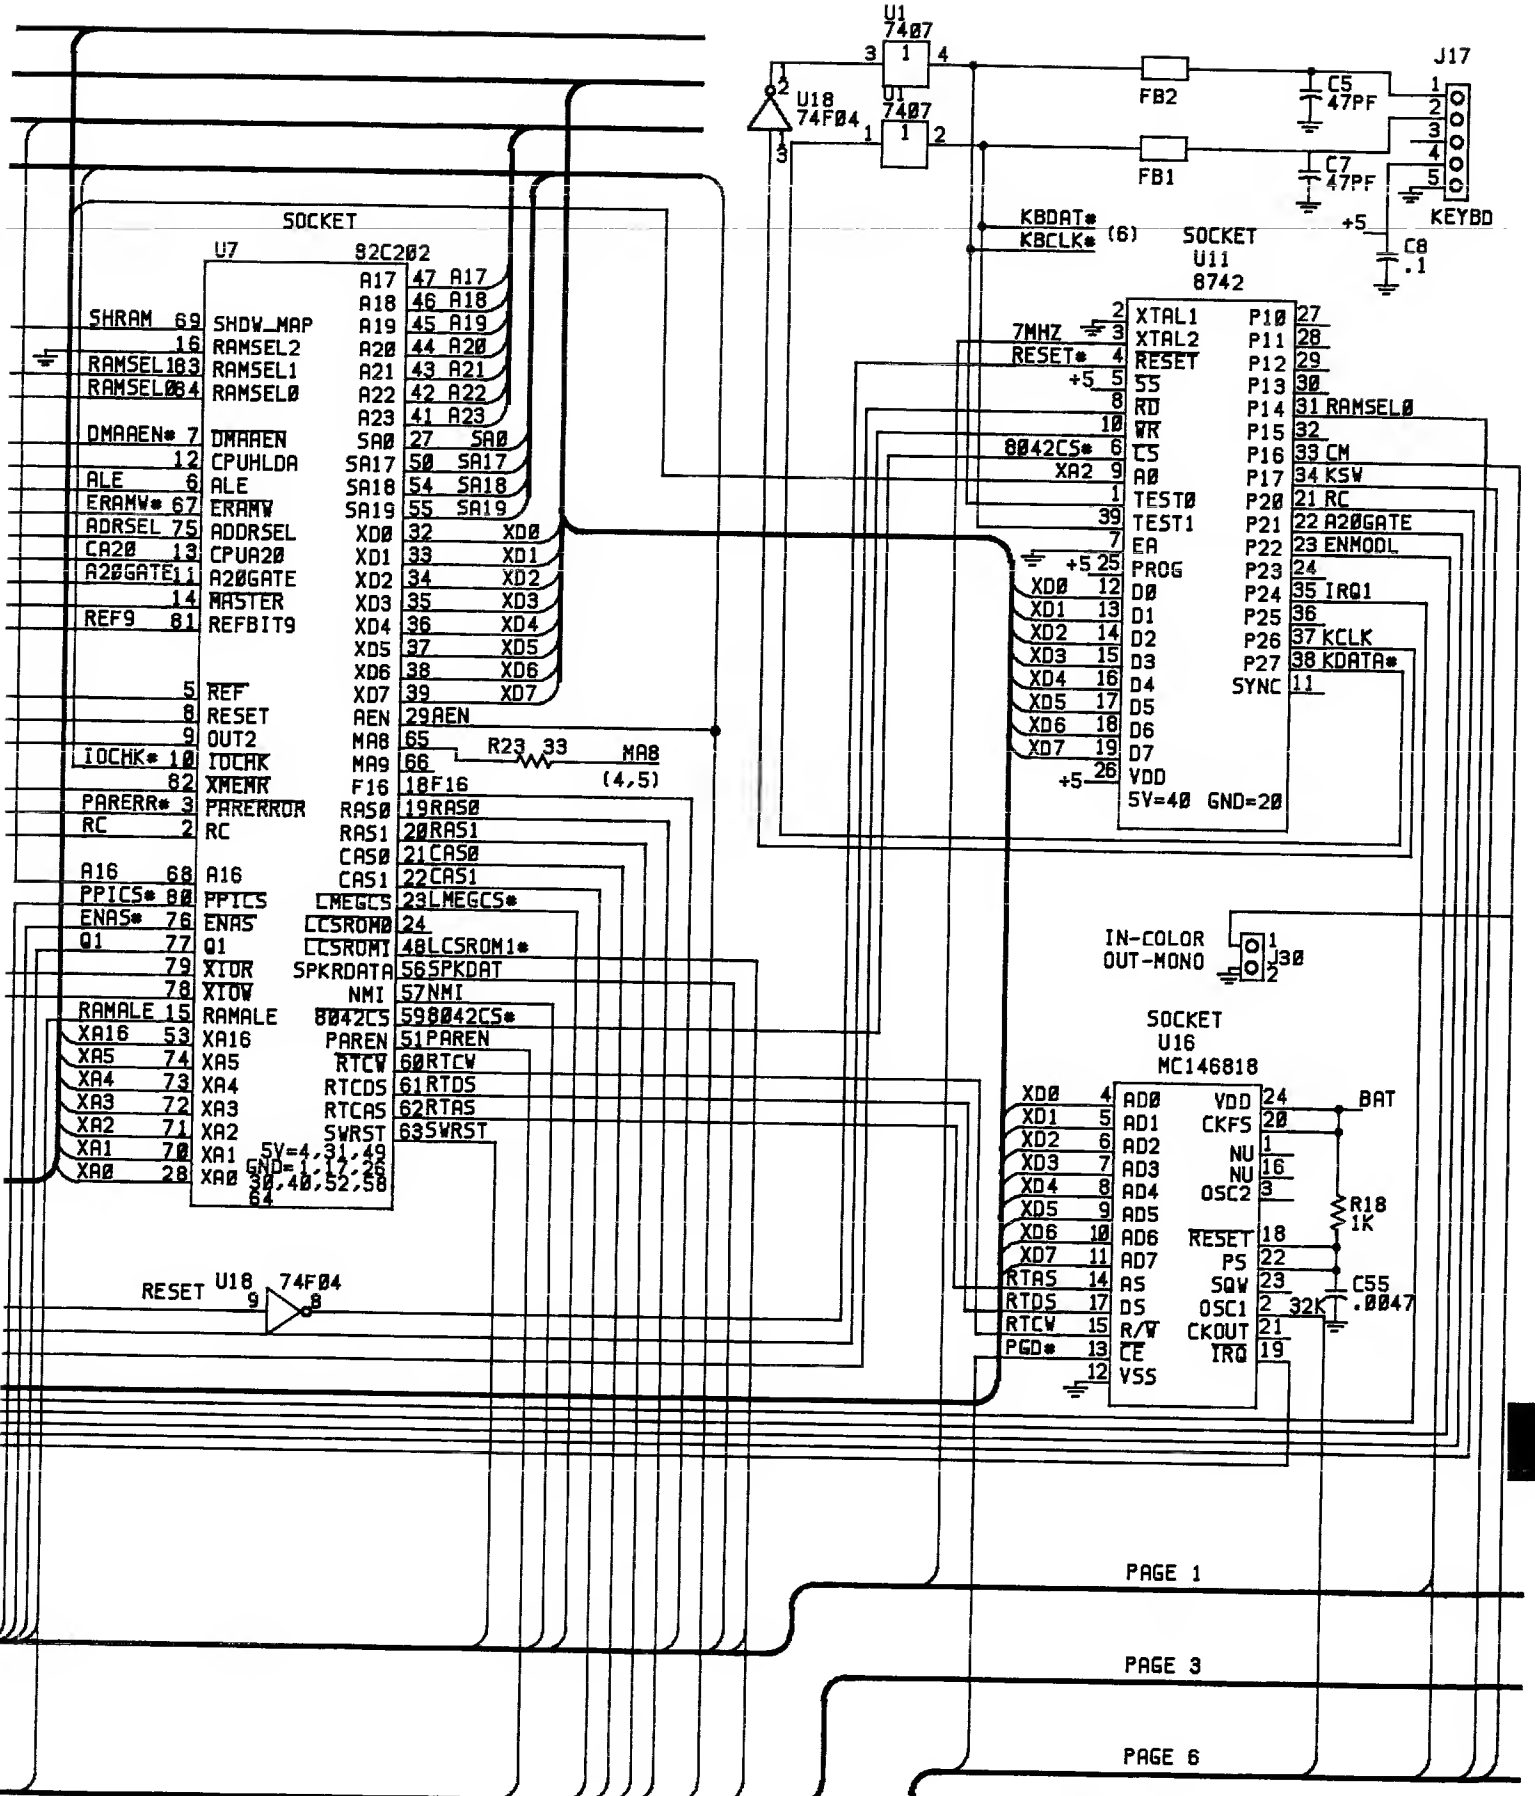 U1
7407
3 1 4
J17
1
2
U18
74F04
3
U1
7407
1 1 2
FB2
C5
47PF
FB1
C7
47PF
1
2
3
4
5
KEYBD
+5
C8
.1
KBDAT*
KBCLK* (6)
SOCKET
U7 82C202
SHRAM 69 SHDW_MAP
16 RAMSEL2
RAMSEL1 83 RAMSEL1
RAMSEL0 84 RAMSEL0
DMAAEN* 7 DMAAEN
12 CPUHLDA
ALE 6 ALE
ERAMW* 67 ERAMW
ADRSEL 75 ADDRSEL
CA20 13 CPUA20
A20GATE 11 A20GATE
14 MASTER
REF9 81 REFBIT9
5 REF
8 RESET
9 OUT2
IOCHK* 10 IOCHK
82 XMEMR
PARERR* 3 PARERROR
RC 2 RC
A16 68 A16
PPICS* 80 PPICS
ENAS* 76 ENAS
Q1 77 Q1
79 XIOR
78 XIOW
RAMALE 15 RAMALE
XA16 53 XA16
XA5 74 XA5
XA4 73 XA4
XA3 72 XA3
XA2 71 XA2
XA1 70 XA1
XA0 28 XA0
A17 47 A17
A18 46 A18
A19 45 A19
A20 44 A20
A21 43 A21
A22 42 A22
A23 41 A23
SA0 27 SA0
SA17 50 SA17
SA18 54 SA18
SA19 55 SA19
XD0 32 XD0
XD1 33 XD1
XD2 34 XD2
XD3 35 XD3
XD4 36 XD4
XD5 37 XD5
XD6 38 XD6
XD7 39 XD7
AEN 29 AEN
MA8 65 R23 33 MA8
(4,5)
MA9 66
F16 18 F16
RAS0 19 RAS0
RAS1 20 RAS1
CAS0 21 CAS0
CAS1 22 CAS1
LMEGCS 23 LMEGCS*
LCSROM0 24
LCSROM1 48 LCSROM1*
SPKRDATA 56 SPKDAT
NMI 57 NMI
8042CS 59 8042CS*
PAREN 51 PAREN
RTCW 60 RTCW
RTCDS 61 RTDS
RTCAS 62 RTAS
SWRST 63 SWRST
5V=4,31,49
GND=1,17,26
30,40,52,58
64
SOCKET
U11
8742
2 XTAL1
7MHZ 3 XTAL2
RESET* 4 RESET
+5 5 SS
8 RD
10 WR
8042CS* 6 CS
XA2 9 A0
1 TEST0
39 TEST1
7 EA
+5 25 PROG
XD0 12 D0
XD1 13 D1
XD2 14 D2
XD3 15 D3
XD4 16 D4
XD5 17 D5
XD6 18 D6
XD7 19 D7
+5 26 VDD
5V=40 GND=20
P10 27
P11 28
P12 29
P13 30
P14 31 RAMSEL0
P15 32
P16 33 CM
P17 34 KSW
P20 21 RC
P21 22 A20GATE
P22 23 ENMODL
P23 24
P24 35 IRQ1
P25 36
P26 37 KCLK
P27 38 KDATA*
SYNC 11
IN-COLOR
OUT-MONO
1
2
J30
SOCKET
U16
MC146818
XD0 4 AD0
XD1 5 AD1
XD2 6 AD2
XD3 7 AD3
XD4 8 AD4
XD5 9 AD5
XD6 10 AD6
XD7 11 AD7
RTAS 14 AS
RTDS 17 DS
RTCW 15 R/W
PGD* 13 CE
12 VSS
VDD 24 BAT
CKFS 20
NU 1
NU 16
OSC2 3
R18
1K
RESET 18
PS 22
SQW 23
OSC1 2 32K
CKOUT 21
IRQ 19
C55
.0047
RESET U18 74F04
9 8
PAGE 1
PAGE 3
PAGE 6